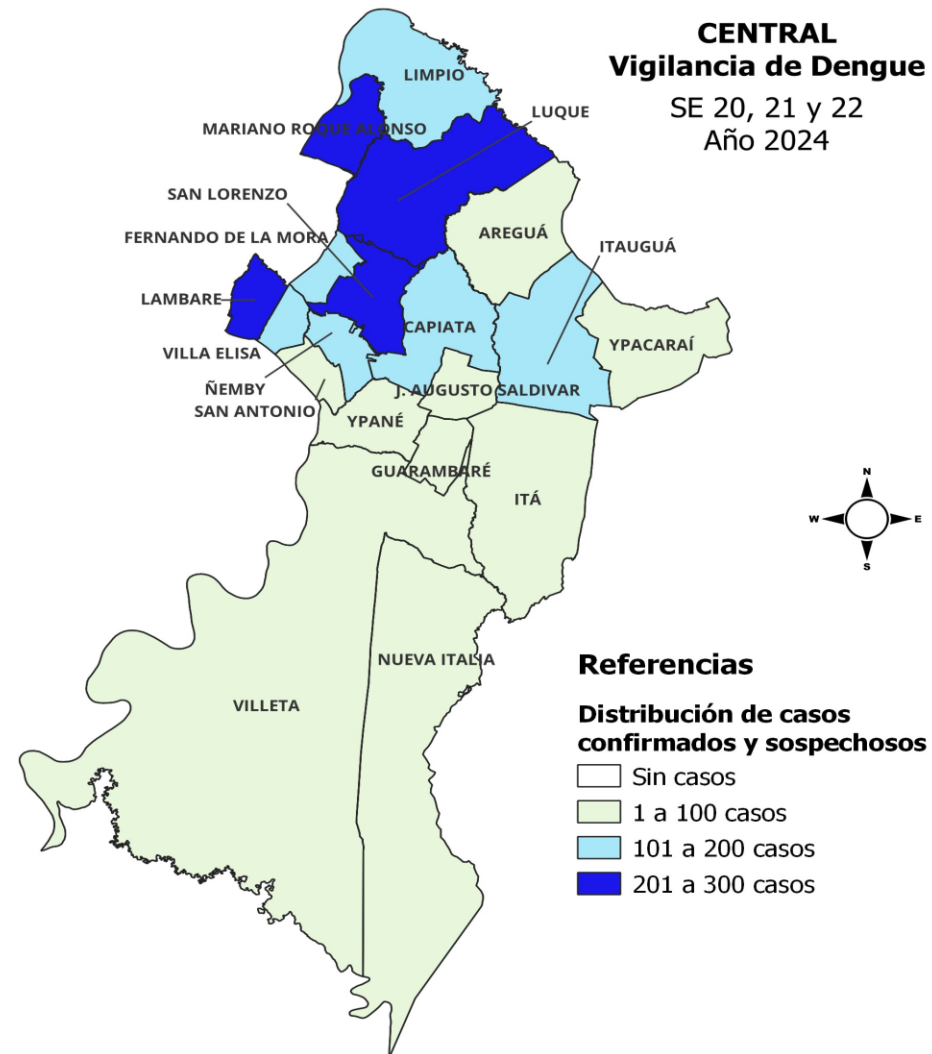 CENTRAL
Vigilancia de Dengue
SE 20, 21 y 22
Año 2024
LIMPIO
LUQUE
MARIANO ROQUE ALONSO
SAN LORENZO
AREGUÁ
FERNANDO DE LA MORA
ITAUGUÁ
LAMBARE
CAPIATA
YPACARAÍ
VILLA ELISA
ÑEMBY
J. AUGUSTO SALDIVAR
SAN ANTONIO
YPANÉ
GUARAMBARÉ
ITÁ
N
W
E
S
NUEVA ITALIA
VILLETA
Referencias
Distribución de casos
confirmados y sospechosos
Sin casos
1 a 100 casos
101 a 200 casos
201 a 300 casos